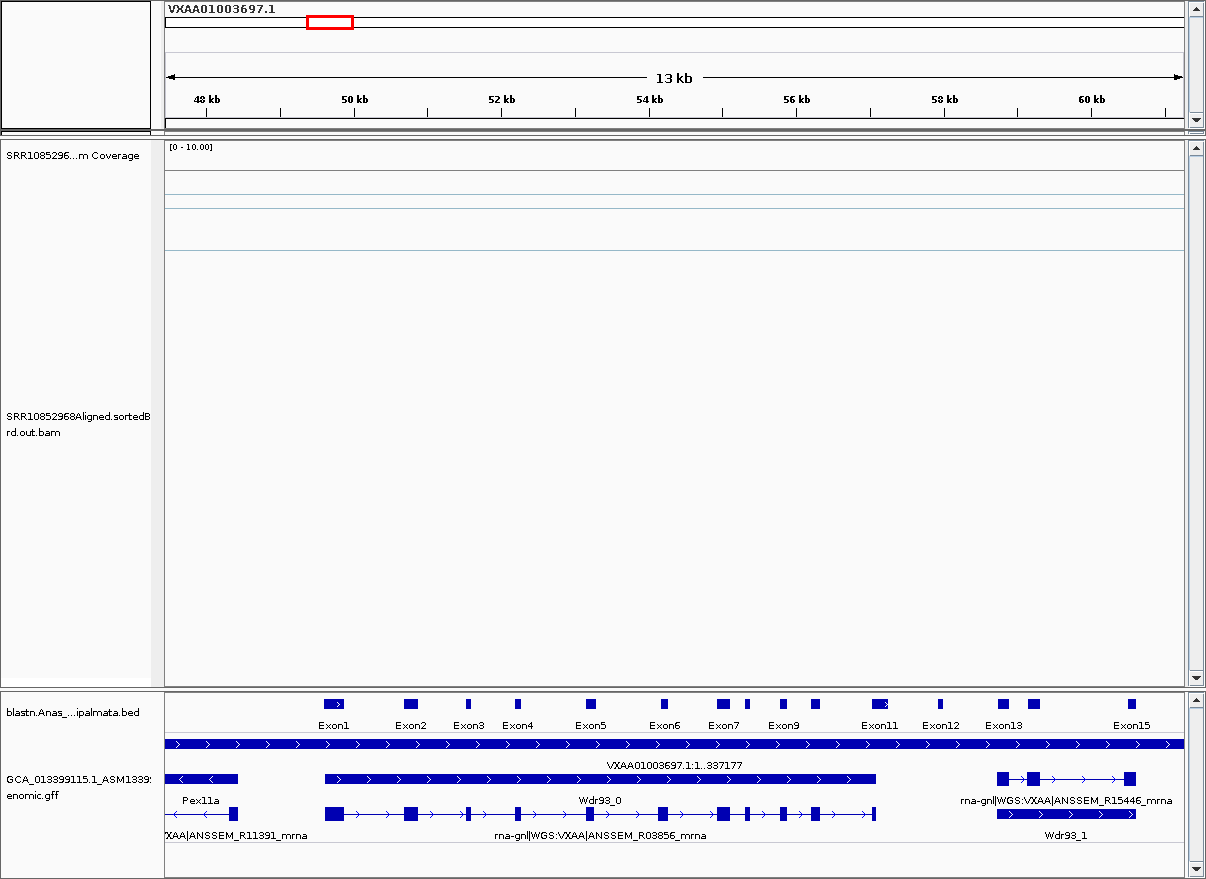 VXAA01003697.1
13 kb
48 kb 50 kb 52 kb 54 kb 56 kb 58 kb 60 kb
SRR1085296...m Coverage
[0 - 10.00]
SRR10852968Aligned.sortedB
rd.out.bam
blastn.Anas_...ipalmata.bed
Exon1 Exon2 Exon3 Exon4 Exon5 Exon6 Exon7 Exon9 Exon11 Exon12 Exon13 Exon15
VXAA01003697.1:1..337177
GCA_013399115.1_ASM1339
enomic.gff
Pex11a Wdr93_0 rna-gnl|WGS:VXAA|ANSSEM_R15446_mrna
XAA|ANSSEM_R11391_mrna rna-gnl|WGS:VXAA|ANSSEM_R03856_mrna Wdr93_1